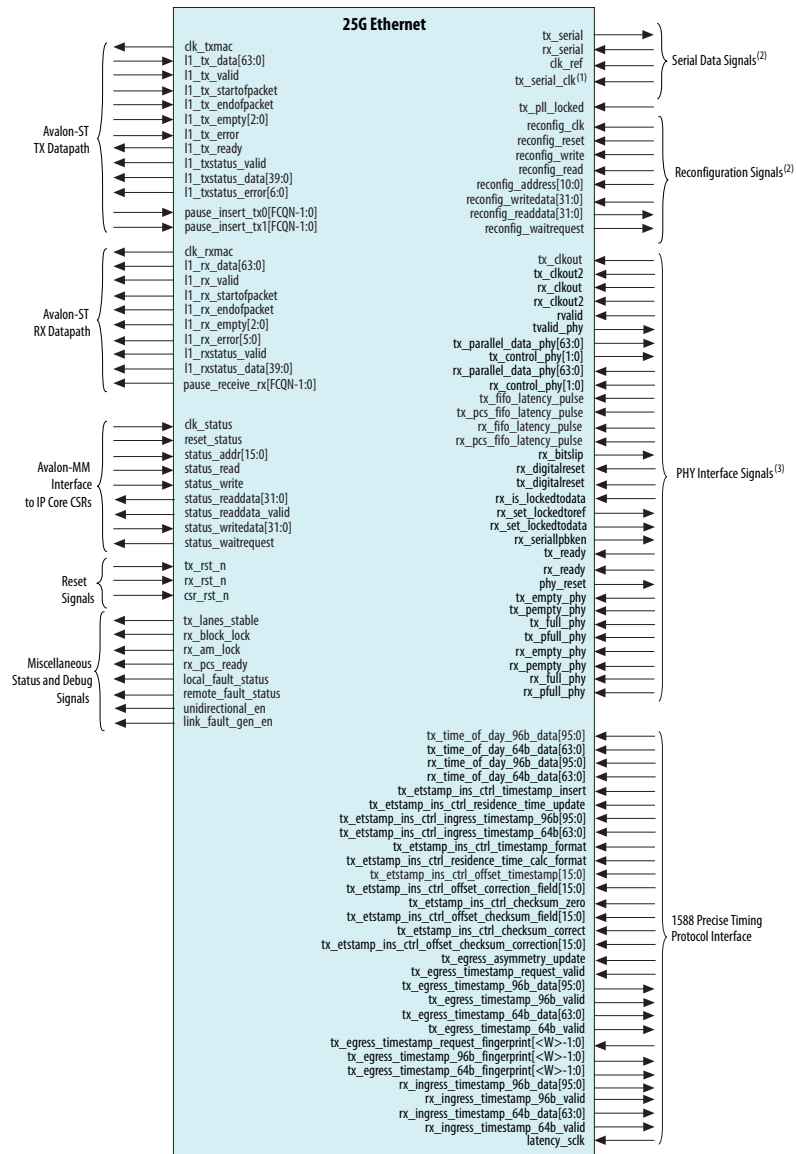 25G Ethernet
Avalon-ST
TX Datapath
clk_txmac
l1_tx_data[63:0]
l1_tx_valid
l1_tx_startofpacket
l1_tx_endofpacket
l1_tx_empty[2:0]
l1_tx_error
l1_tx_ready
l1_txstatus_valid
l1_txstatus_data[39:0]
l1_txstatus_error[6:0]
pause_insert_tx0[FCQN-1:0]
pause_insert_tx1[FCQN-1:0]
Avalon-ST
RX Datapath
clk_rxmac
l1_rx_data[63:0]
l1_rx_valid
l1_rx_startofpacket
l1_rx_endofpacket
l1_rx_empty[2:0]
l1_rx_error[5:0]
l1_rxstatus_valid
l1_rxstatus_data[39:0]
pause_receive_rx[FCQN-1:0]
Avalon-MM
Interface
to IP Core CSRs
clk_status
reset_status
status_addr[15:0]
status_read
status_write
status_readdata[31:0]
status_readdata_valid
status_writedata[31:0]
status_waitrequest
Reset
Signals
tx_rst_n
rx_rst_n
csr_rst_n
Miscellaneous
Status and Debug
Signals
tx_lanes_stable
rx_block_lock
rx_am_lock
rx_pcs_ready
local_fault_status
remote_fault_status
unidirectional_en
link_fault_gen_en
tx_serial
rx_serial
clk_ref
tx_serial_clk(1)
Serial Data Signals(2)
tx_pll_locked
reconfig_clk
reconfig_reset
reconfig_write
reconfig_read
reconfig_address[10:0]
reconfig_writedata[31:0]
reconfig_readdata[31:0]
reconfig_waitrequest
Reconfiguration Signals(2)
tx_clkout
tx_clkout2
rx_clkout
rx_clkout2
rvalid
tvalid_phy
tx_parallel_data_phy[63:0]
tx_control_phy[1:0]
rx_parallel_data_phy[63:0]
rx_control_phy[1:0]
tx_fifo_latency_pulse
tx_pcs_fifo_latency_pulse
rx_fifo_latency_pulse
rx_pcs_fifo_latency_pulse
rx_bitslip
rx_digitalreset
tx_digitalreset
rx_is_lockedtodata
rx_set_lockedtoref
rx_set_lockedtodata
rx_seriallpbken
tx_ready
rx_ready
phy_reset
tx_empty_phy
tx_pempty_phy
tx_full_phy
tx_pfull_phy
rx_empty_phy
rx_pempty_phy
rx_full_phy
rx_pfull_phy
PHY Interface Signals(3)
tx_time_of_day_96b_data[95:0]
tx_time_of_day_64b_data[63:0]
rx_time_of_day_96b_data[95:0]
rx_time_of_day_64b_data[63:0]
tx_etstamp_ins_ctrl_timestamp_insert
tx_etstamp_ins_ctrl_residence_time_update
tx_etstamp_ins_ctrl_ingress_timestamp_96b[95:0]
tx_etstamp_ins_ctrl_ingress_timestamp_64b[63:0]
tx_etstamp_ins_ctrl_timestamp_format
tx_etstamp_ins_ctrl_residence_time_calc_format
tx_etstamp_ins_ctrl_offset_timestamp[15:0]
tx_etstamp_ins_ctrl_offset_correction_field[15:0]
tx_etstamp_ins_ctrl_checksum_zero
tx_etstamp_ins_ctrl_offset_checksum_field[15:0]
tx_etstamp_ins_ctrl_checksum_correct
tx_etstamp_ins_ctrl_offset_checksum_correction[15:0]
tx_egress_asymmetry_update
tx_egress_timestamp_request_valid
tx_egress_timestamp_96b_data[95:0]
tx_egress_timestamp_96b_valid
tx_egress_timestamp_64b_data[63:0]
tx_egress_timestamp_64b_valid
tx_egress_timestamp_request_fingerprint[<W>-1:0]
tx_egress_timestamp_96b_fingerprint[<W>-1:0]
tx_egress_timestamp_64b_fingerprint[<W>-1:0]
rx_ingress_timestamp_96b_data[95:0]
rx_ingress_timestamp_96b_valid
rx_ingress_timestamp_64b_data[63:0]
rx_ingress_timestamp_64b_valid
latency_sclk
1588 Precise Timing
Protocol Interface